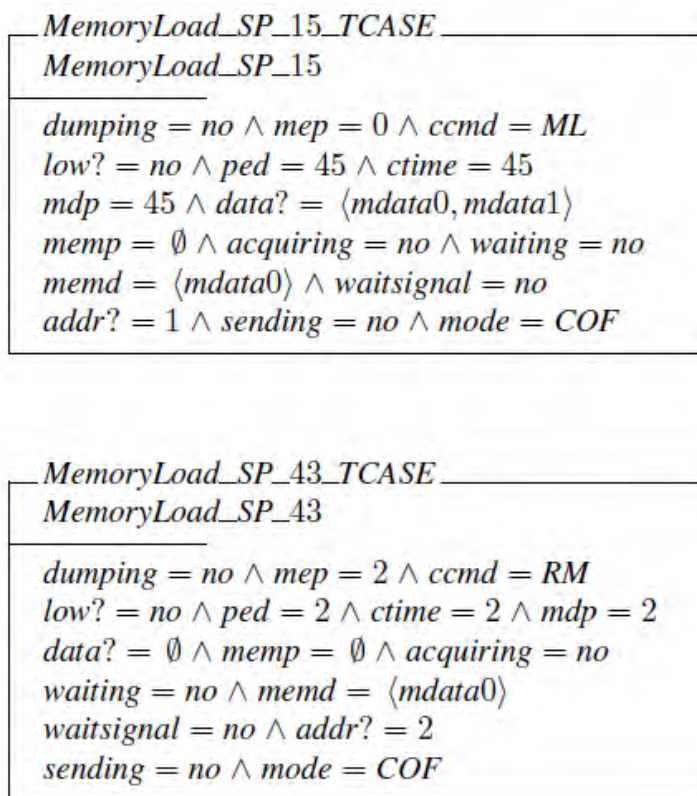 MemoryLoad_SP_15_TCASE
MemoryLoad_SP_15
dumping = no ∧ mep = 0 ∧ ccmd = ML
low? = no ∧ ped = 45 ∧ ctime = 45
mdp = 45 ∧ data? = ⟨mdata0, mdata1⟩
memp = ∅ ∧ acquiring = no ∧ waiting = no
memd = ⟨mdata0⟩ ∧ waitsignal = no
addr? = 1 ∧ sending = no ∧ mode = COF
MemoryLoad_SP_43_TCASE
MemoryLoad_SP_43
dumping = no ∧ mep = 2 ∧ ccmd = RM
low? = no ∧ ped = 2 ∧ ctime = 2 ∧ mdp = 2
data? = ∅ ∧ memp = ∅ ∧ acquiring = no
waiting = no ∧ memd = ⟨mdata0⟩
waitsignal = no ∧ addr? = 2
sending = no ∧ mode = COF